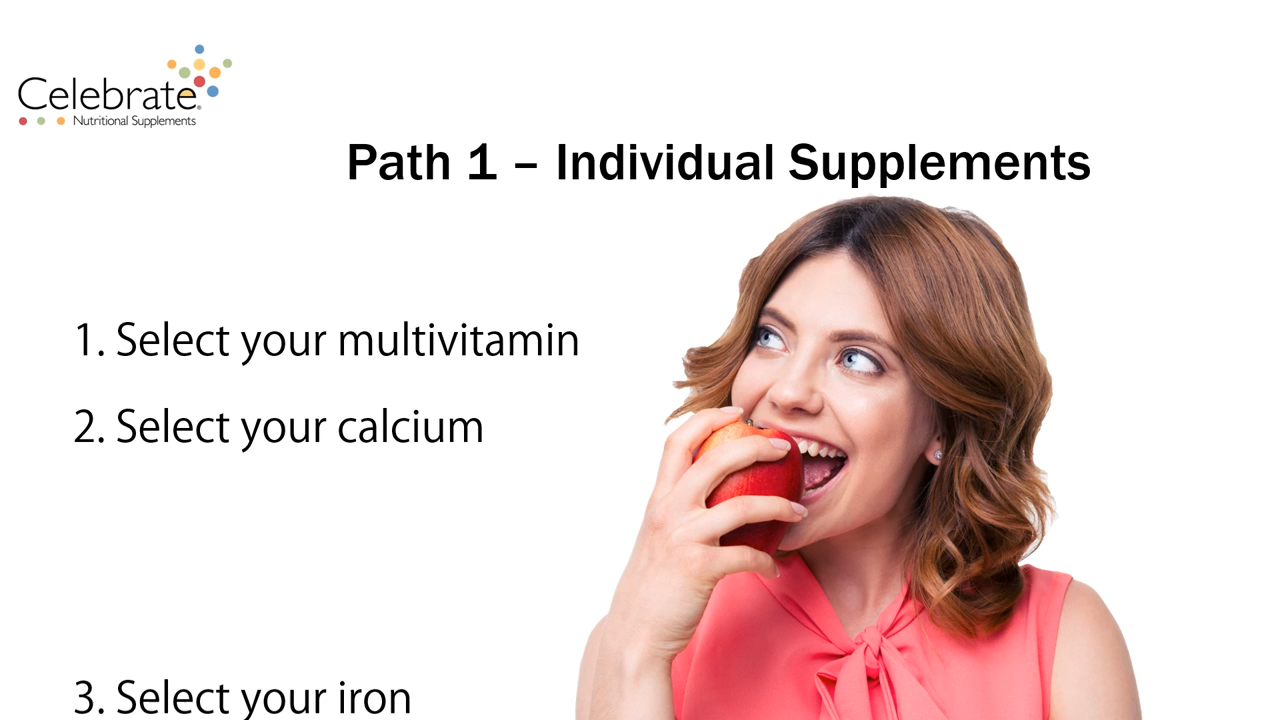 Celebrate®
Nutritional Supplements
Path 1 – Individual Supplements
1. Select your multivitamin
2. Select your calcium
3. Select your iron